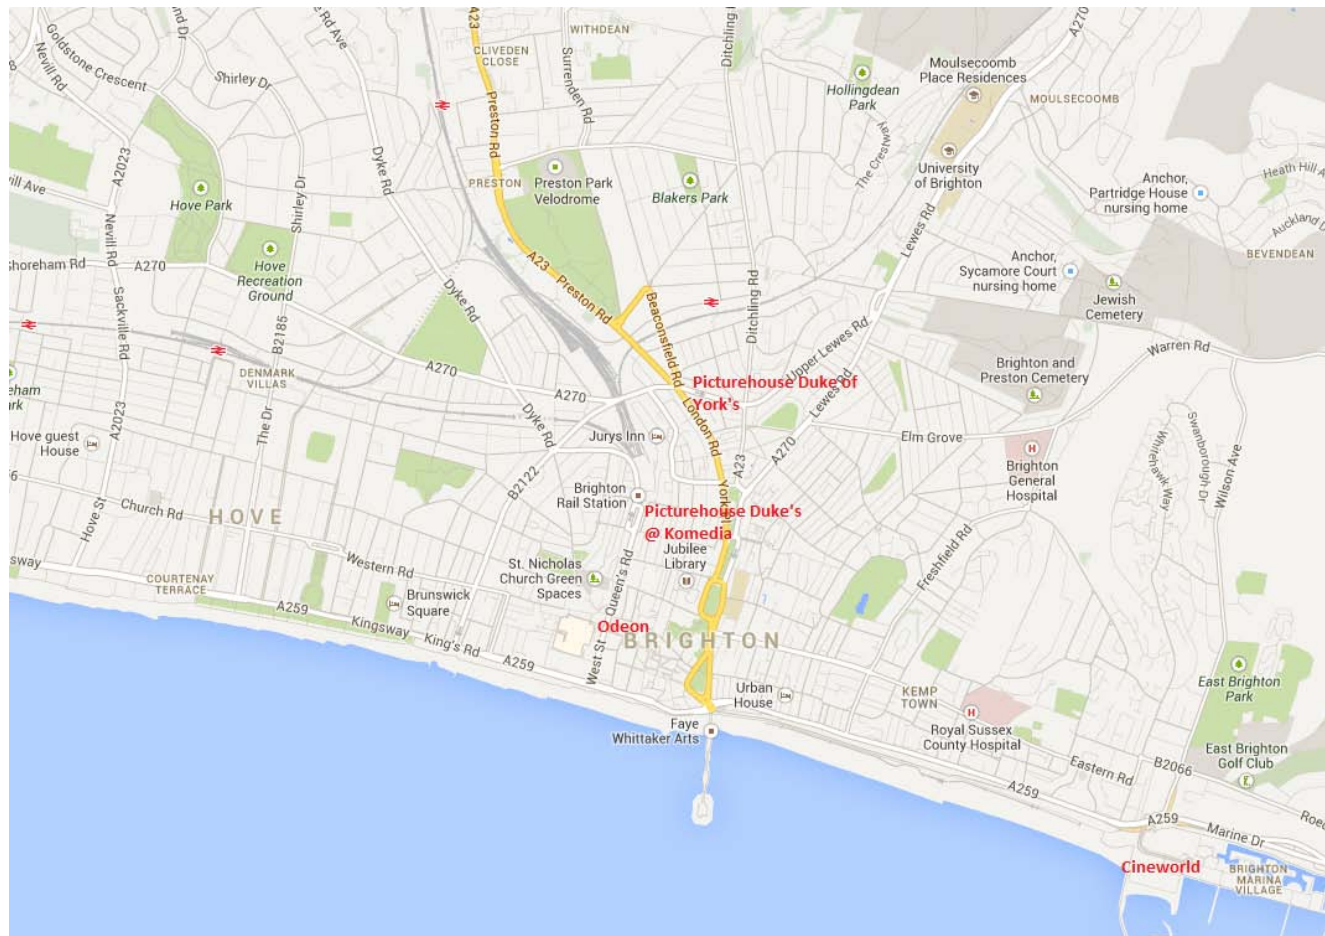 Goldstone Crescent
nd Dr
e Rd Ave
A23
WITHDEAN
CLIVEDEN
CLOSE
Ditchling
A270
Nevill Rd
Shirley Dr
Surrenden Rd
Hollingdean
Park
Moulsecoomb
Place Residences
MOULSECOOMB
Preston Rd
The Crestway
A2023
Dyke Rd
University
of Brighton
Heath Hill A
vill Ave
Hove Park
Shirley Dr
PRESTON
Preston Park
Velodrome
Blakers Park
Anchor,
Partridge House
nursing home
Auckland D
Nevill Rd
Lewes Rd
BEVENDEAN
Shoreham Rd
A270
Hove
Recreation
Ground
A23
Preston Rd
Anchor,
Sycamore Court
nursing home
Jewish
Cemetery
Sackville Rd
Dyke Rd
Beaconsfield Rd
Ditchling Rd
B2185
Upper Lewes Rd
Warren Rd
DENMARK
VILLAS
A270
Brighton and
Preston Cemetery
eham
rk
A270
Picturehouse Duke of
York's
Lewes Rd
A2023
The Dr
Dyke Rd
London Rd
Hove guest
House
Jurys Inn
Elm Grove
A23
A270
Swanborough Dr
Whitehawk Way
Wilson Ave
Brighton
General
Hospital
B2122
6
Hove St
Church Rd
HOVE
Brighton
Rail Station
York Pl
Picturehouse Duke's
@ Komedia
Jubilee
Library
sway
COURTENAY
TERRACE
Western Rd
St. Nicholas
Church Green
Spaces
Queen's Rd
Freshfield Rd
Brunswick
Square
A259
Kingsway
King's Rd
A259
Odeon
BRIGHTON
West St
Urban
House
KEMP
TOWN
East Brighton
Park
Faye
Whittaker Arts
Royal Sussex
County Hospital
East Brighton
Golf Club
Eastern Rd
B2066
A259
A259
Marine Dr
Roe
Cineworld
BRIGHTON
MARINA
VILLAGE